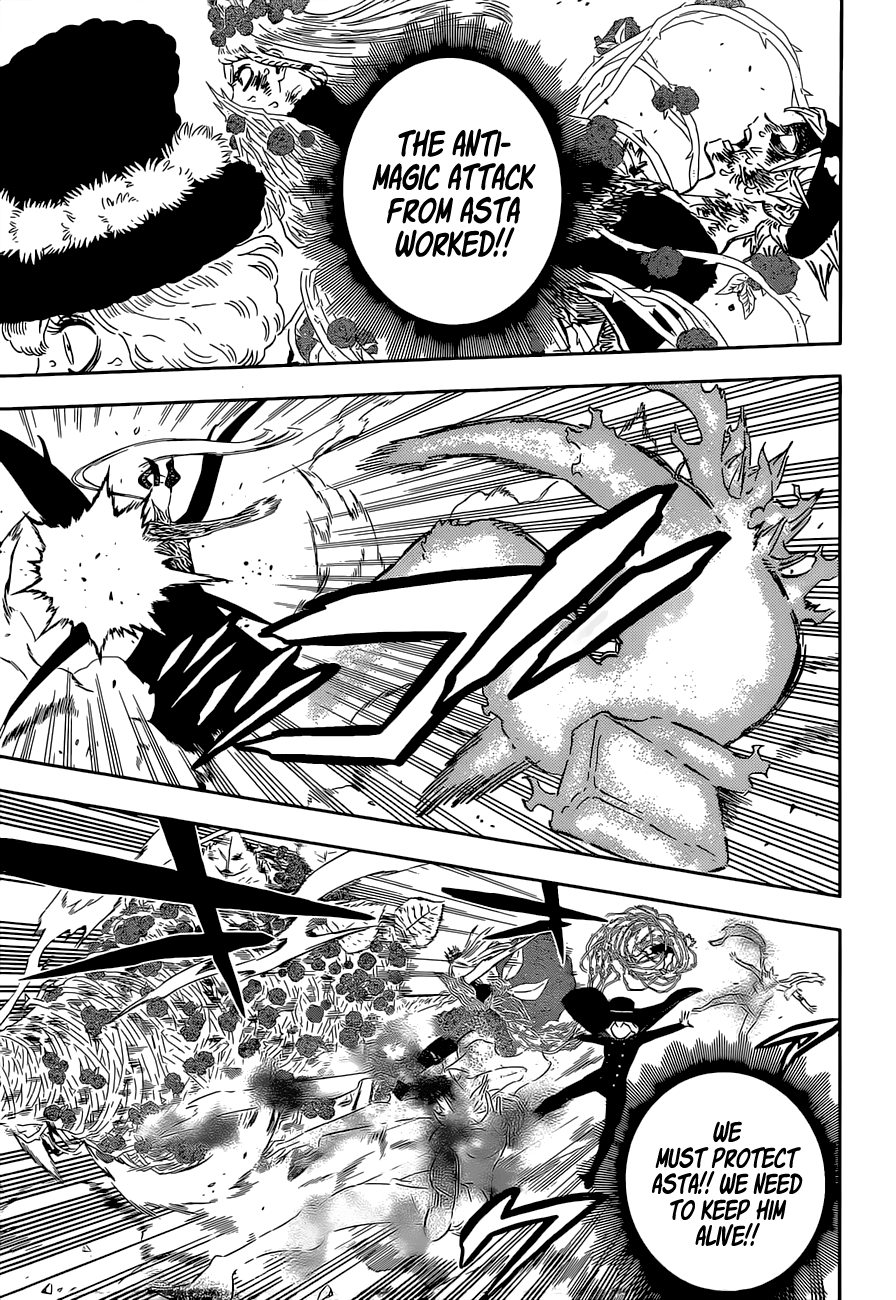 THE ANTI-
MAGIC ATTACK
FROM ASTA
WORKED!!
WE
MUST PROTECT
ASTA!! WE NEED
TO KEEP HIM
ALIVE!!